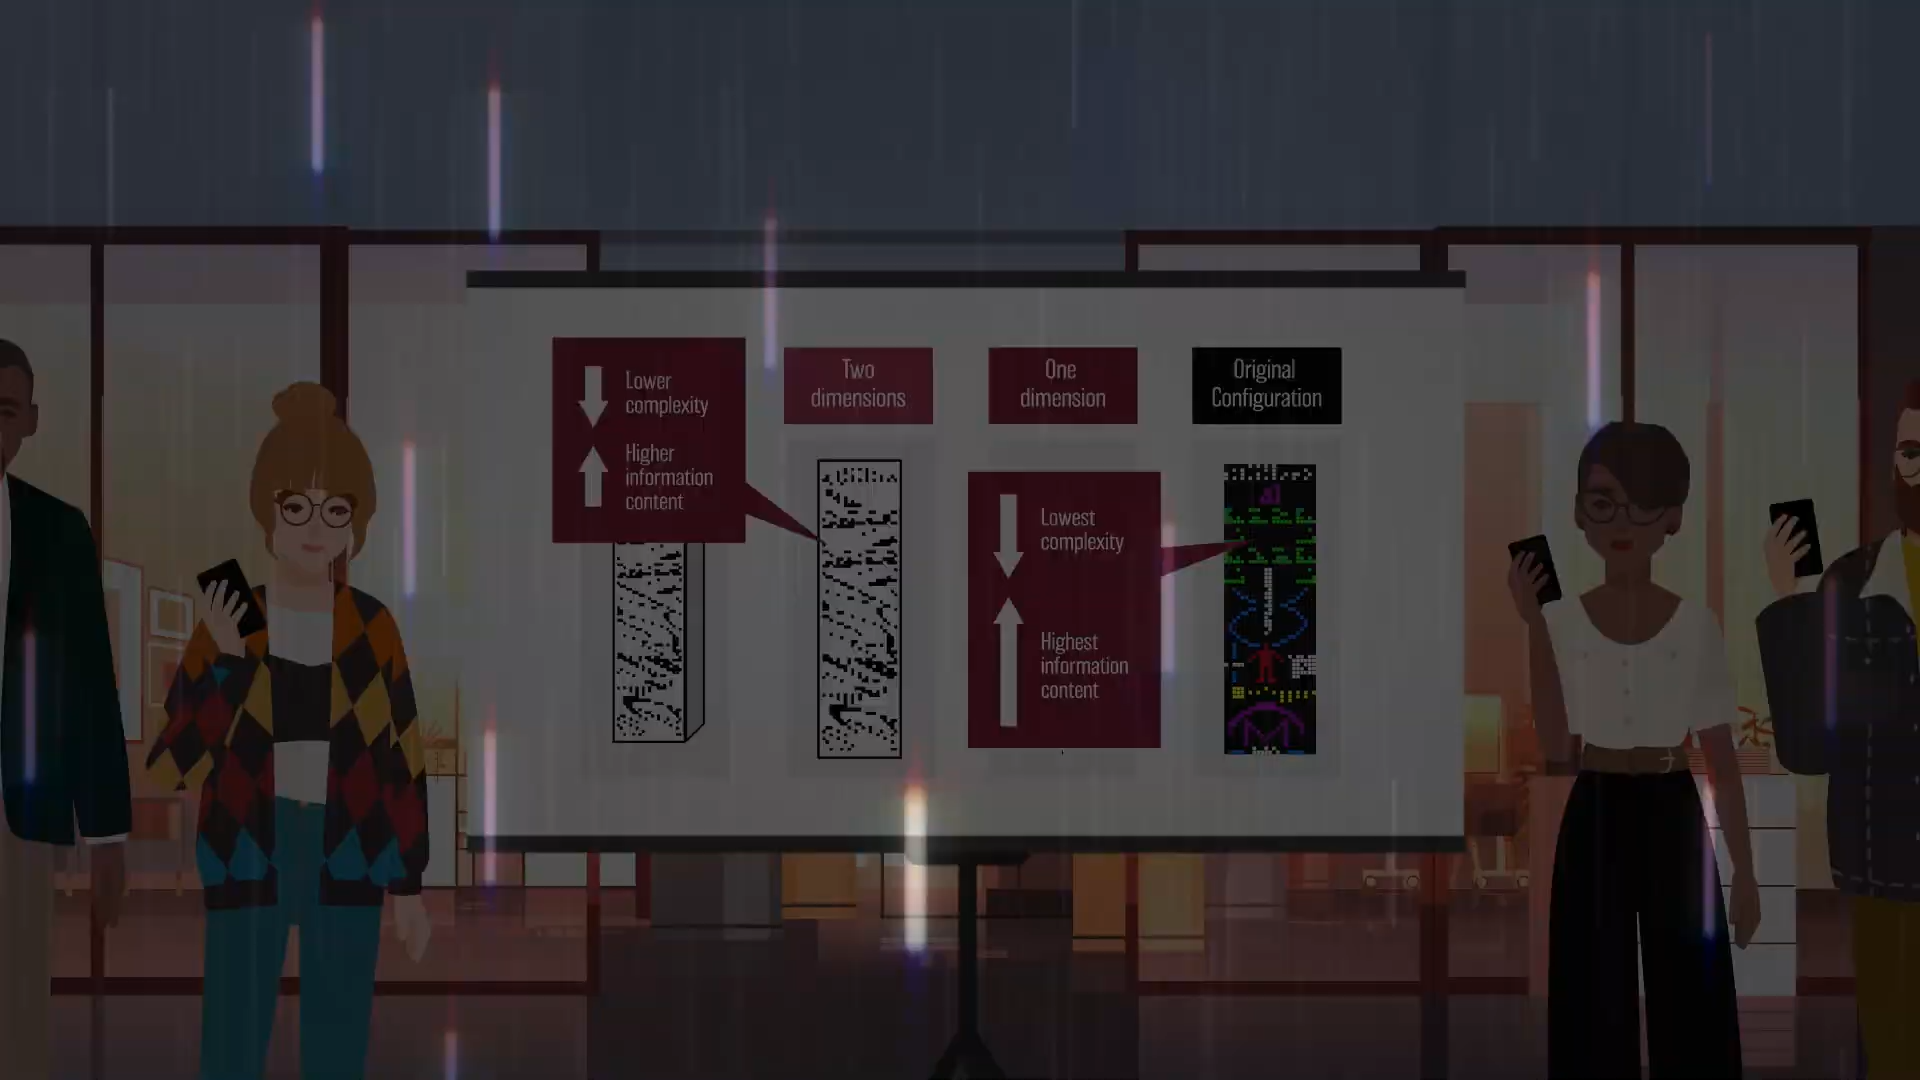 Lower
complexity
Higher
information
content
Two
dimensions
One
dimension
Original
Configuration
Lowest
complexity
Highest
information
content